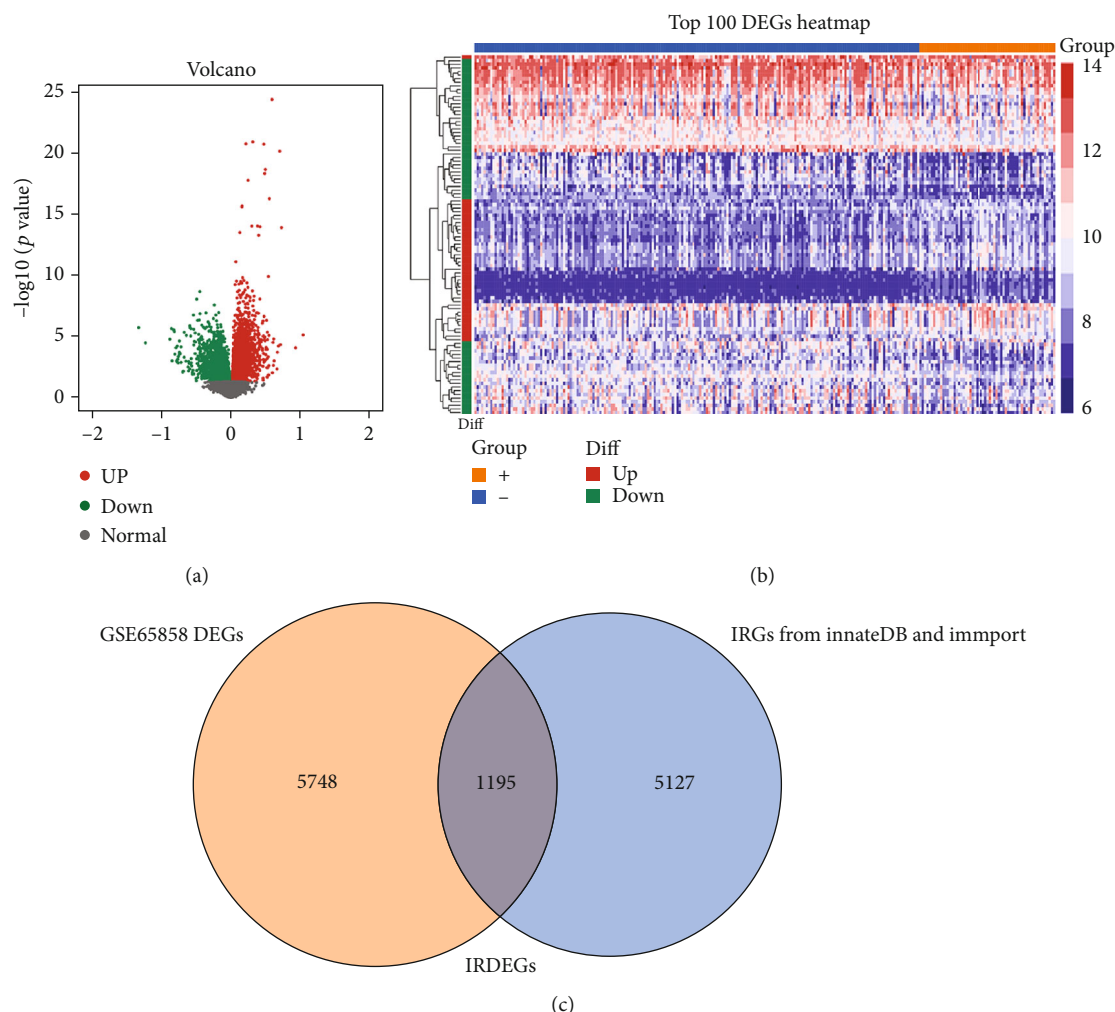 Volcano
25
20
15
10
5
0
−log10 (p value)
−2
−1
0
1
2
UP
Down
Normal
(a)
Top 100 DEGs heatmap
Group
14
12
10
8
6
Diff
Group
+
−
Diff
Up
Down
(b)
GSE65858 DEGs
IRGs from innateDB and immport
5748
1195
5127
IRDEGs
(c)